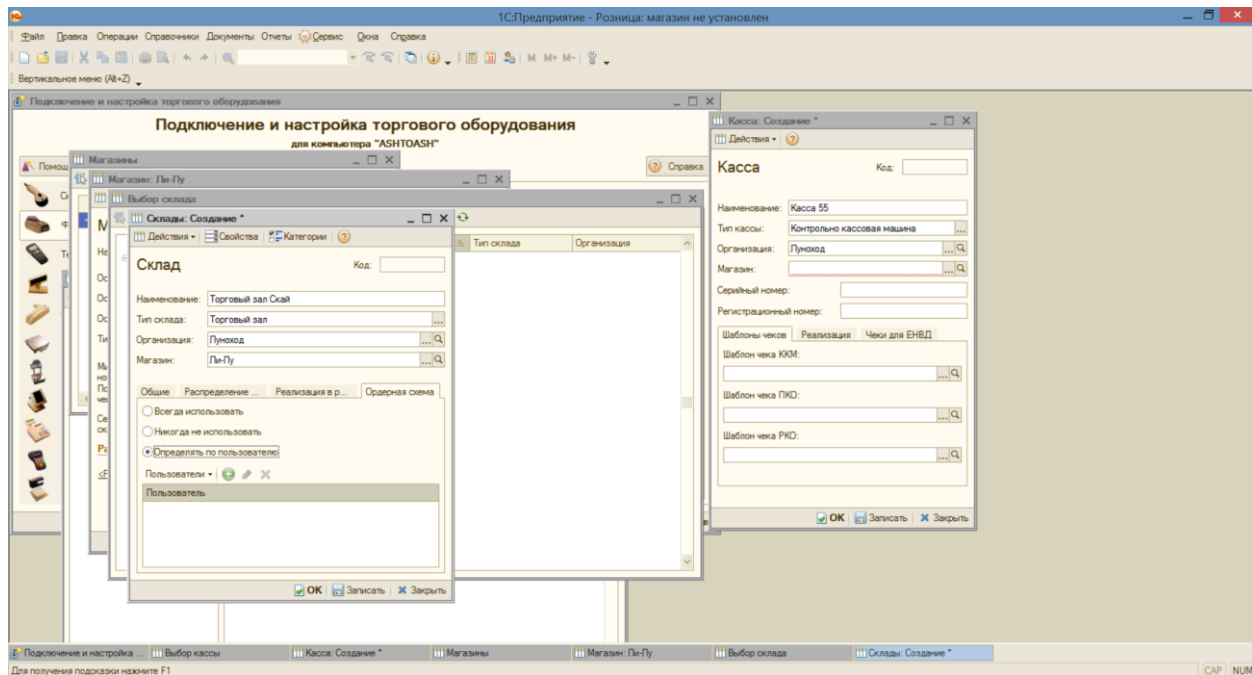 1С:Предприятие - Розница: магазин не установлен
Файл Правка Операции Справочники Документы Отчеты Сервис Окна Справка
M M+ M-
Вертикальное меню (Alt+Z)
Подключение и настройка торгового оборудования
Подключение и настройка торгового оборудования
для компьютера "ASHTOASH"
Справка
Магазины
Магазин: Ли-Пу
Выбор склада
Тип склада Организация
Склады: Создание *
Действия Свойства Категории
Склад Код:
Наименование: Торговый зал Скай
Тип склада: Торговый зал
Организация: Луноход
Магазин: Ли-Пу
Общие Распределение ... Реализация в р... Ордерная схема
Всегда использовать
Никогда не использовать
Определять по пользователю
Пользователи
Пользователь
OK Записать Закрыть
Касса: Создание *
Действия
Касса Код:
Наименование: Касса 55
Тип кассы: Контрольно кассовая машина
Организация: Луноход
Магазин:
Серийный номер:
Регистрационный номер:
Шаблоны чеков Реализация Чеки для ЕНВД
Шаблон чека ККМ:
Шаблон чека ПКО:
Шаблон чека РКО:
OK Записать Закрыть
Подключение и настройка ... Выбор кассы Касса: Создание * Магазины Магазин: Ли-Пу Выбор склада Склады: Создание *
Для получения подсказки нажмите F1 CAP NUM